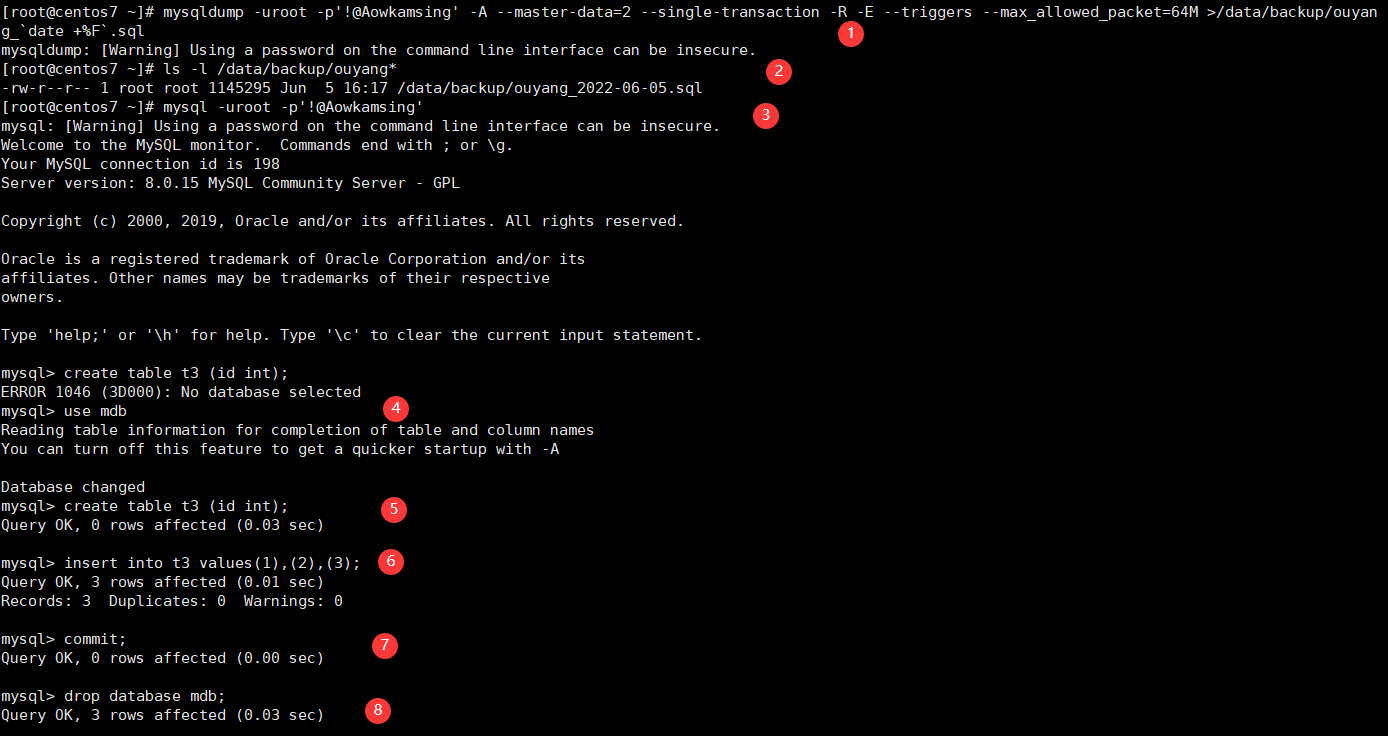 [root@centos7 ~]# mysqldump -uroot -p'!@Aowkamsing' -A --master-data=2 --single-transaction -R -E --triggers --max_allowed_packet=64M >/data/backup/ouyan
g_`date +%F`.sql
1
mysqldump: [Warning] Using a password on the command line interface can be insecure.
[root@centos7 ~]# ls -l /data/backup/ouyang*
2
-rw-r--r-- 1 root root 1145295 Jun  5 16:17 /data/backup/ouyang_2022-06-05.sql
[root@centos7 ~]# mysql -uroot -p'!@Aowkamsing'
3
mysql: [Warning] Using a password on the command line interface can be insecure.
Welcome to the MySQL monitor.  Commands end with ; or \g.
Your MySQL connection id is 198
Server version: 8.0.15 MySQL Community Server - GPL
Copyright (c) 2000, 2019, Oracle and/or its affiliates. All rights reserved.
Oracle is a registered trademark of Oracle Corporation and/or its
affiliates. Other names may be trademarks of their respective
owners.
Type 'help;' or '\h' for help. Type '\c' to clear the current input statement.
mysql> create table t3 (id int);
ERROR 1046 (3D000): No database selected
mysql> use mdb
4
Reading table information for completion of table and column names
You can turn off this feature to get a quicker startup with -A
Database changed
mysql> create table t3 (id int);
5
Query OK, 0 rows affected (0.03 sec)
mysql> insert into t3 values(1),(2),(3);
6
Query OK, 3 rows affected (0.01 sec)
Records: 3  Duplicates: 0  Warnings: 0
mysql> commit;
7
Query OK, 0 rows affected (0.00 sec)
mysql> drop database mdb;
8
Query OK, 3 rows affected (0.03 sec)